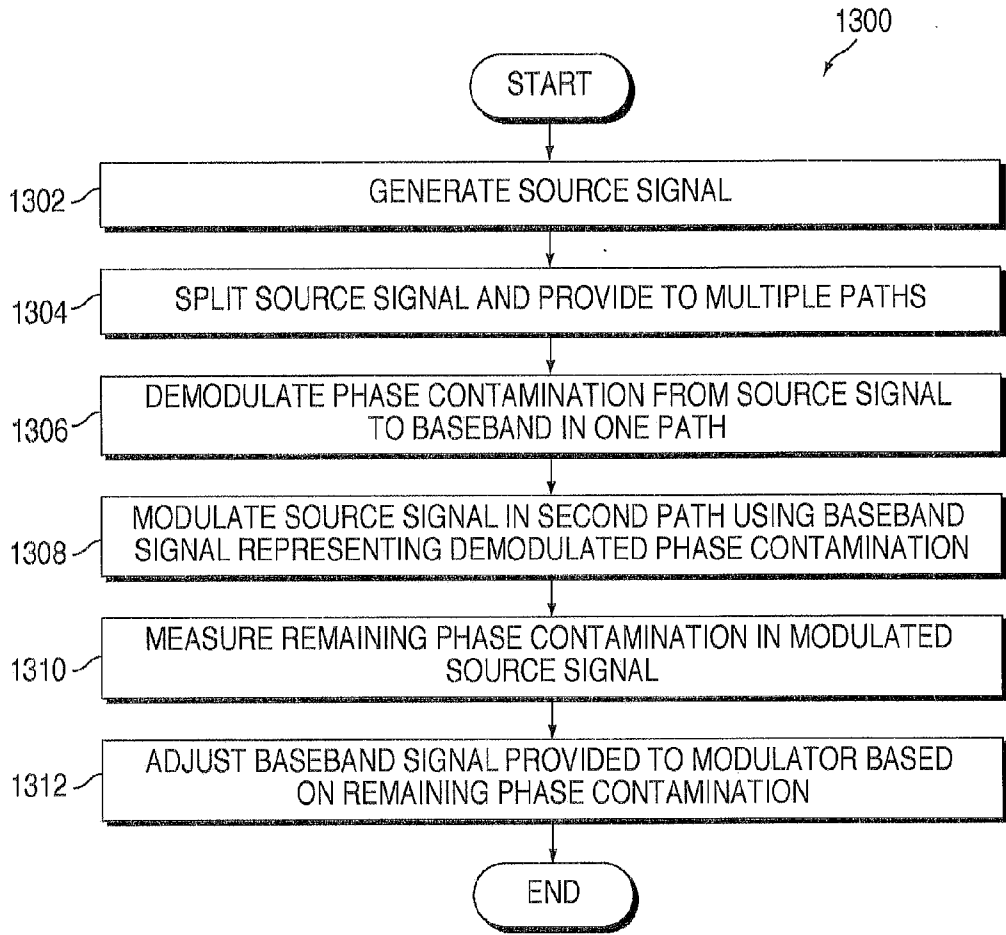 1300
START
1302
GENERATE SOURCE SIGNAL
1304
SPLIT SOURCE SIGNAL AND PROVIDE TO MULTIPLE PATHS
1306
DEMODULATE PHASE CONTAMINATION FROM SOURCE SIGNAL
TO BASEBAND IN ONE PATH
1308
MODULATE SOURCE SIGNAL IN SECOND PATH USING BASEBAND
SIGNAL REPRESENTING DEMODULATED PHASE CONTAMINATION
1310
MEASURE REMAINING PHASE CONTAMINATION IN MODULATED
SOURCE SIGNAL
1312
ADJUST BASEBAND SIGNAL PROVIDED TO MODULATOR BASED
ON REMAINING PHASE CONTAMINATION
END